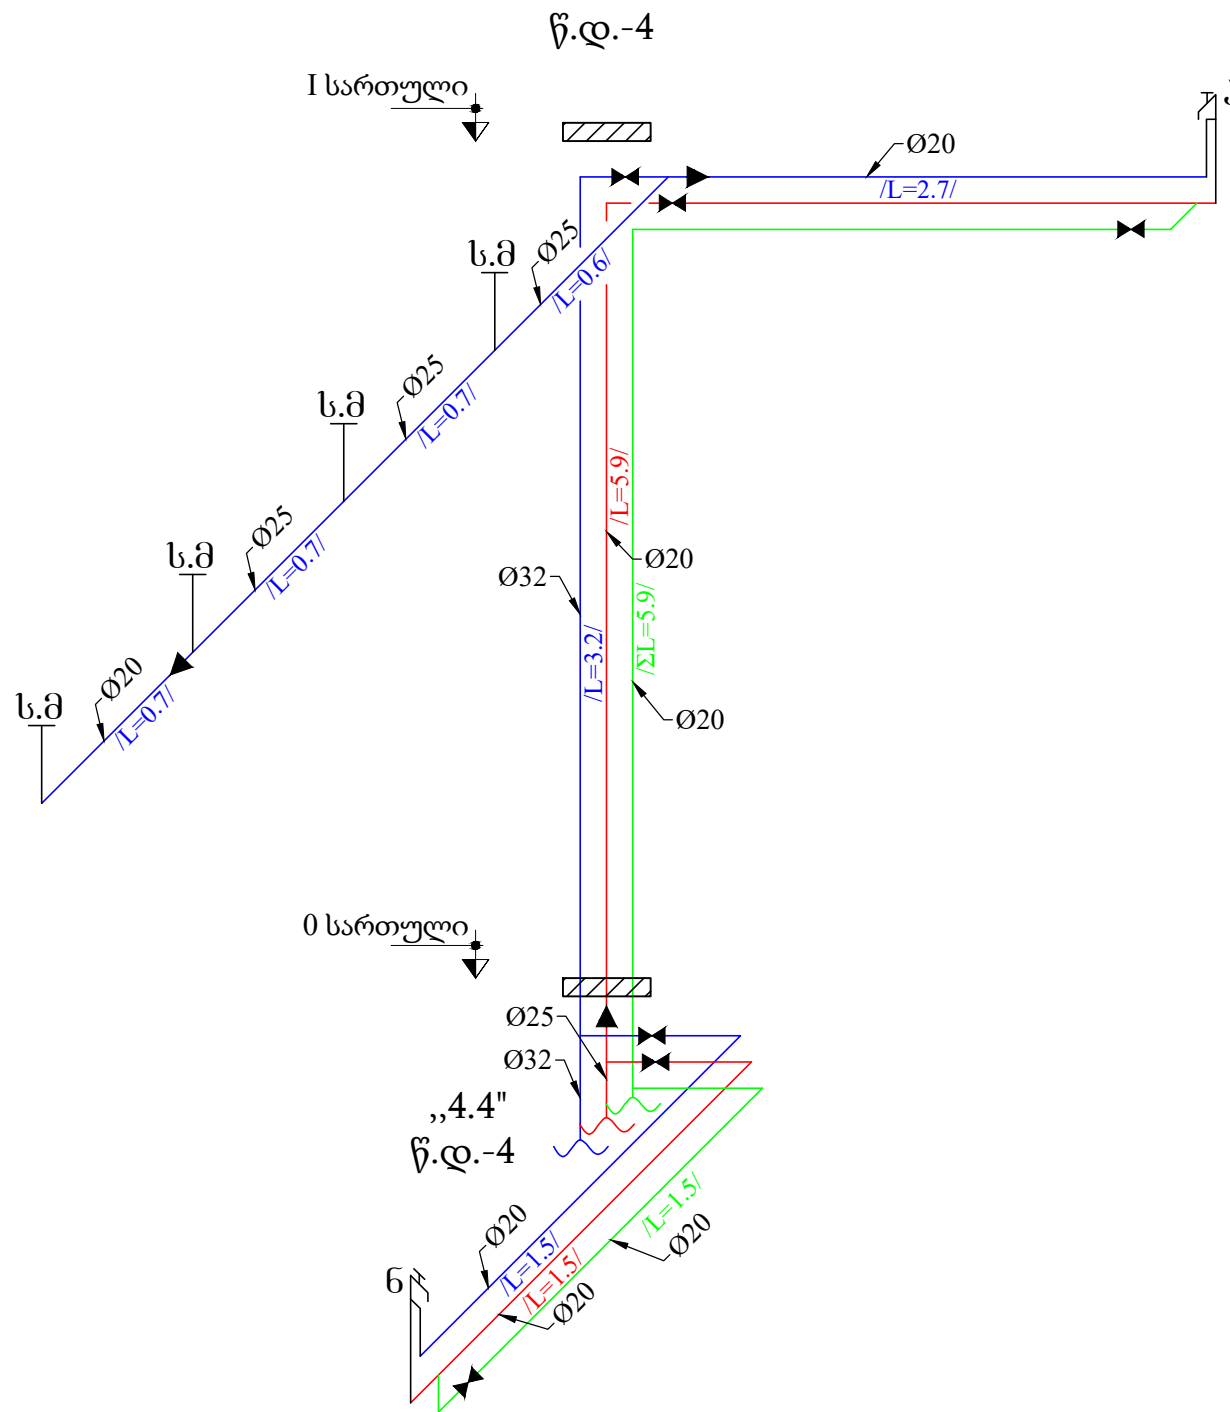 წ.დ.-4
I სართული
Ø20
/L=2.7/
Ø25
/L=0.6/
ს.მ
Ø25
/L=0.7/
ს.მ
Ø25
/L=0.7/
ს.მ
Ø20
/L=0.7/
ს.მ
/L=5.9/
Ø20
Ø32
/L=3.2/
/ΣL=5.9/
Ø20
0 სართული
Ø25
Ø32
,,4.4"
წ.დ.-4
Ø20
/L=1.5/
/L=1.5/
Ø20
/L=1.5/
Ø20
ნ